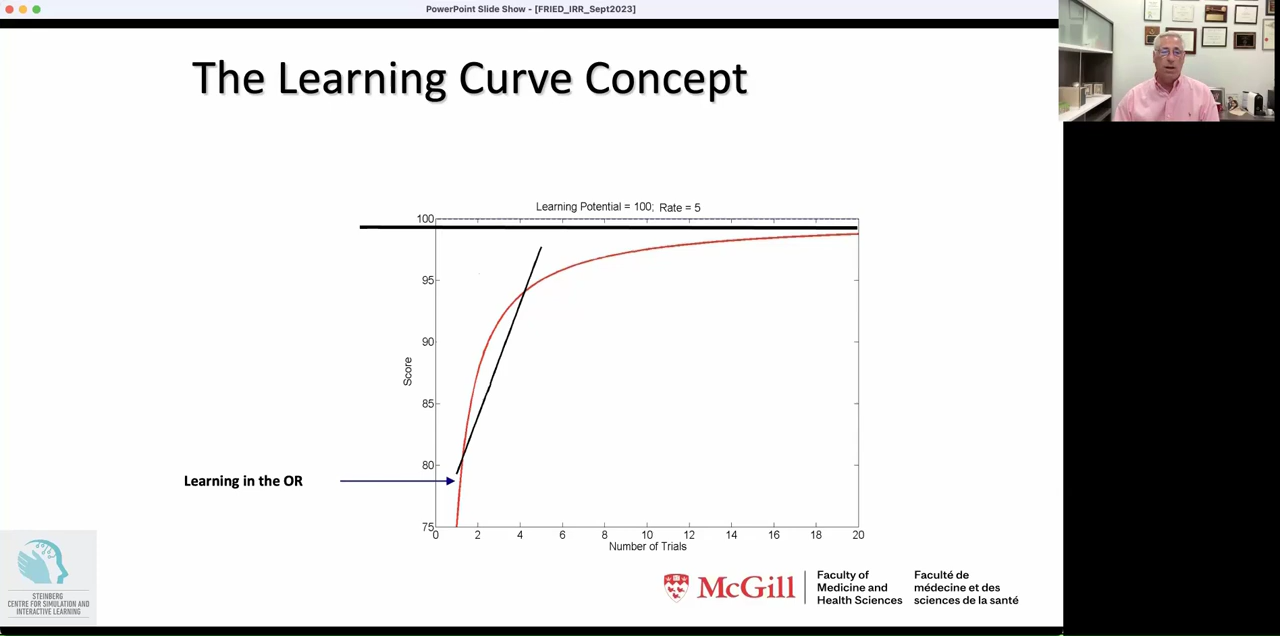 PowerPoint Slide Show - [FRIED_IRR_Sept2023]
The Learning Curve Concept
Learning Potential = 100; Rate = 5
100
95
90
85
80
75
Score
0 2 4 6 8 10 12 14 16 18 20
Number of Trials
Learning in the OR
STEINBERG
CENTRE FOR SIMULATION AND
INTERACTIVE LEARNING
McGill
Faculty of
Medicine and
Health Sciences
Faculté de
médecine et des
sciences de la santé